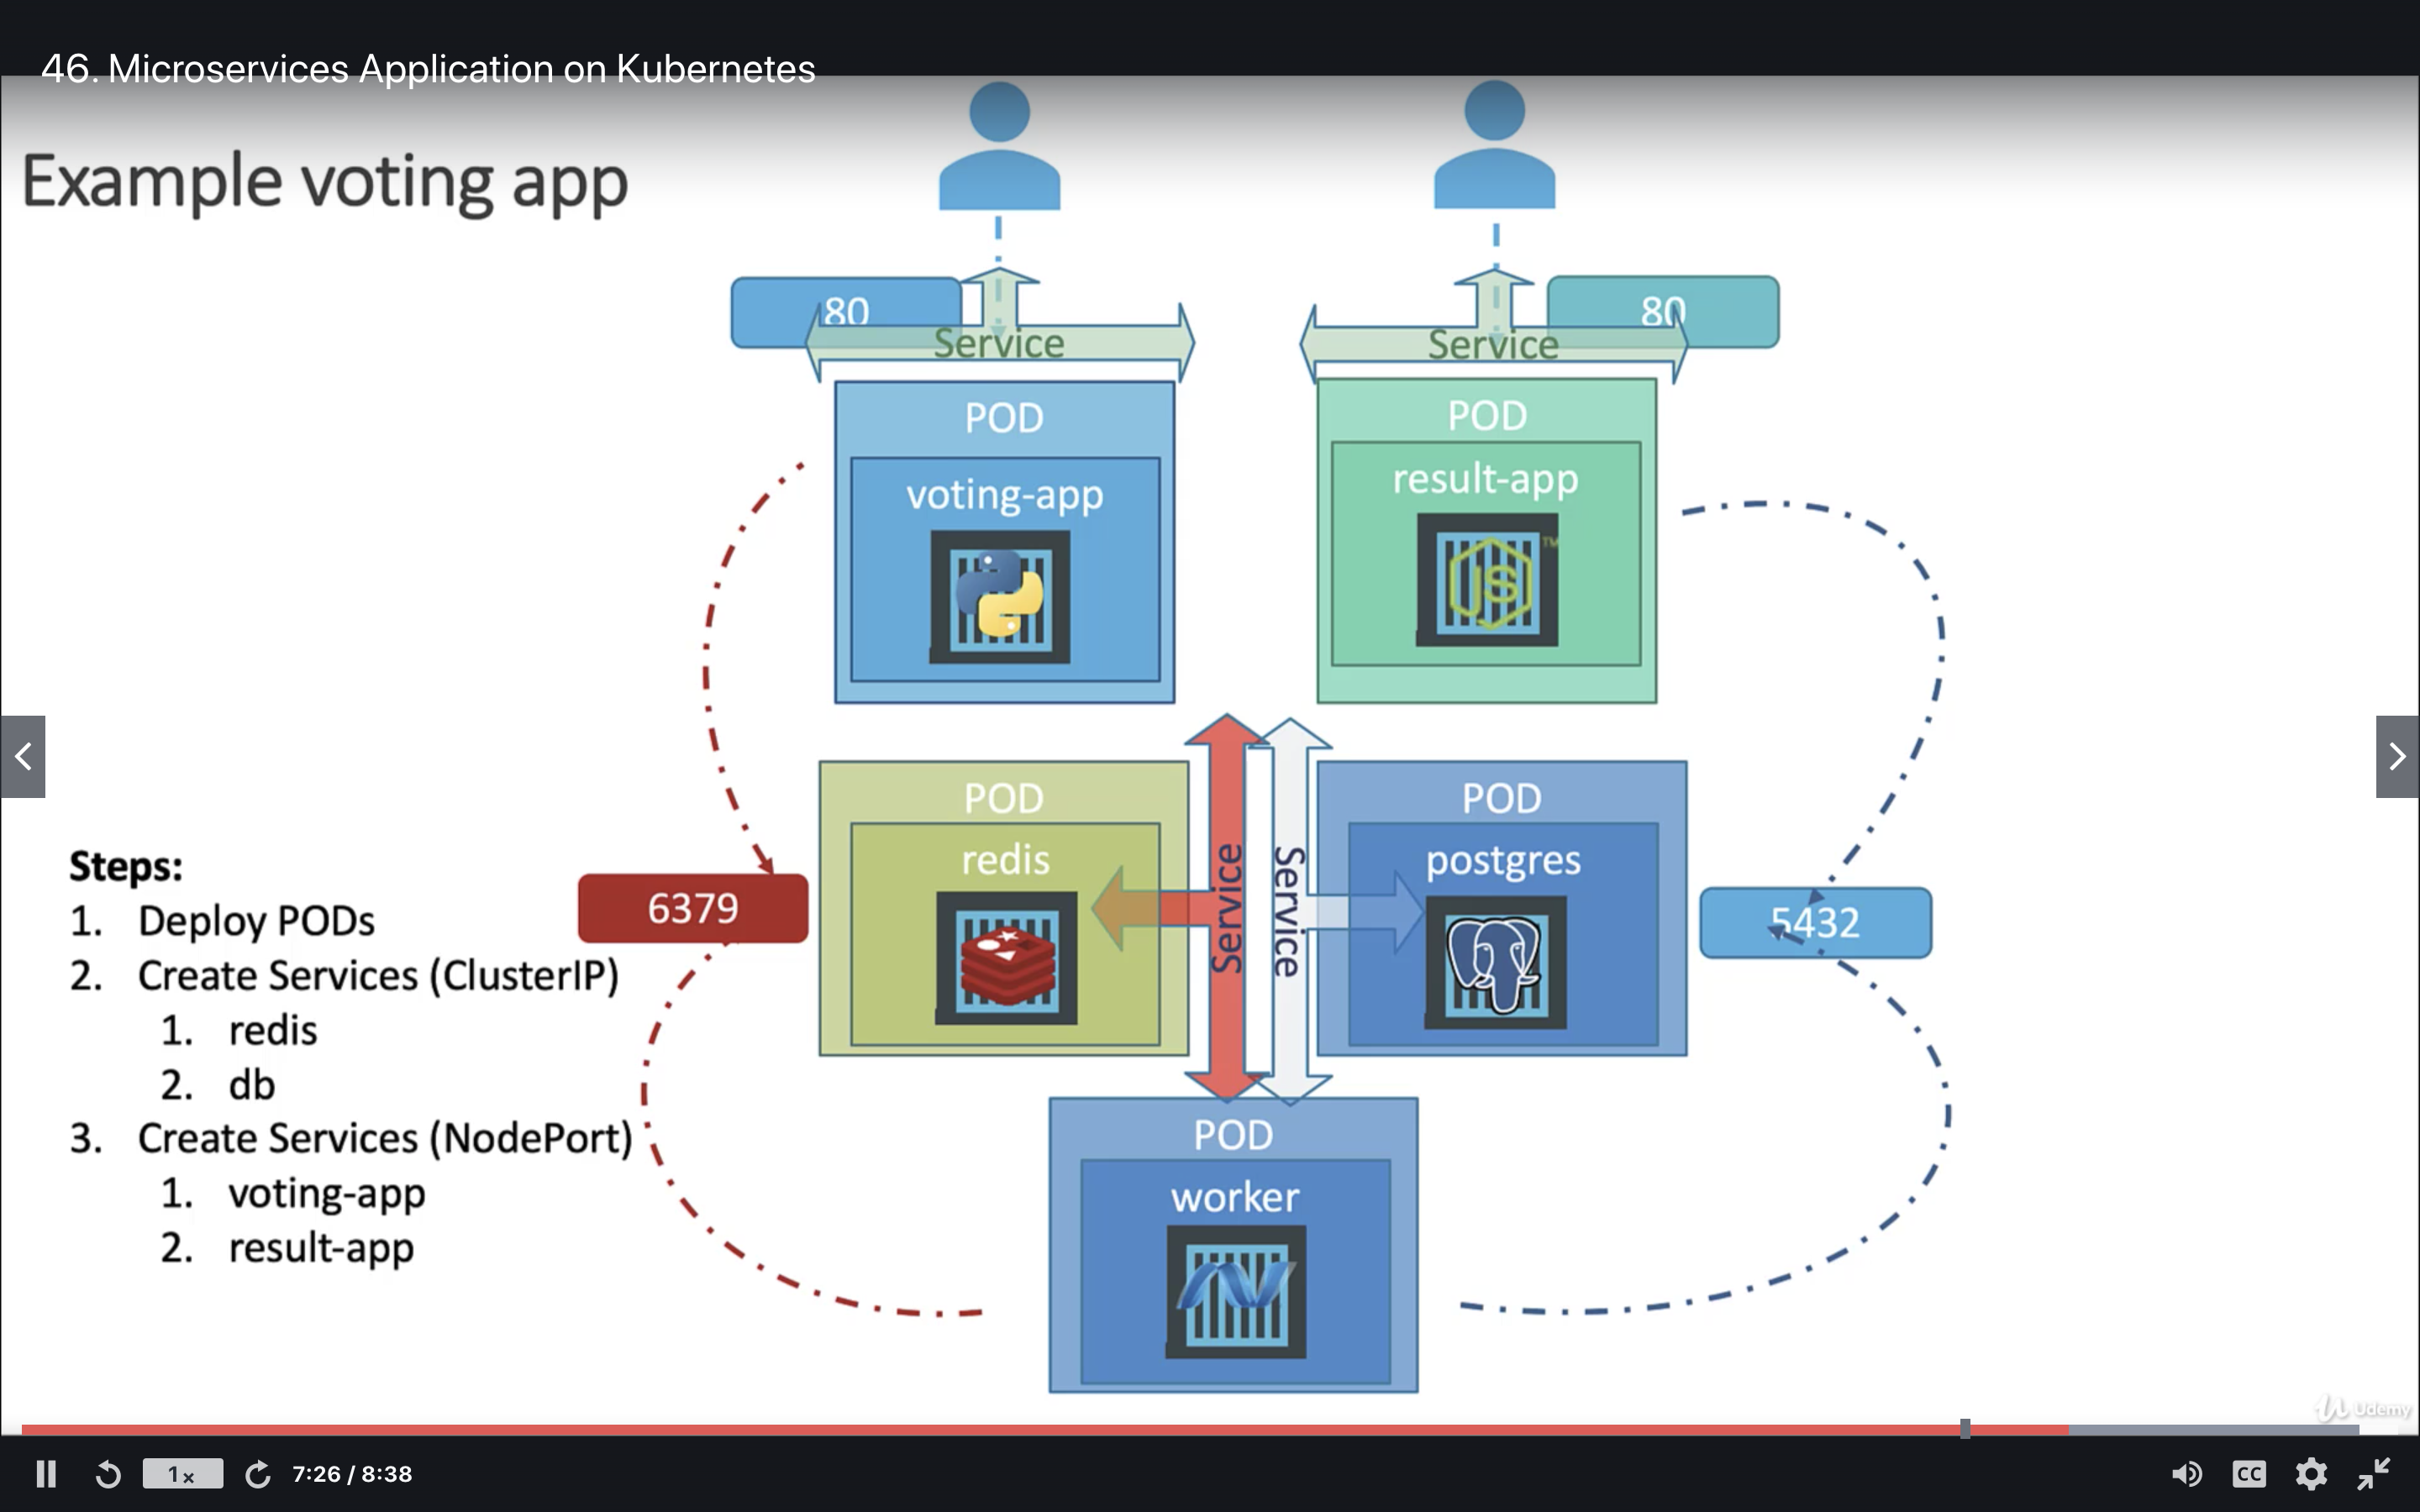 46. Microservices Application on Kubernetes
Example voting app
80
Service
80
Service
POD
voting-app
POD
result-app
JS
TM
POD
redis
Service
Service
POD
postgres
6379
5432
Steps:
1. Deploy PODs
2. Create Services (ClusterIP)
1. redis
2. db
3. Create Services (NodePort)
1. voting-app
2. result-app
POD
worker
Udemy
1x
7:26 / 8:38
CC